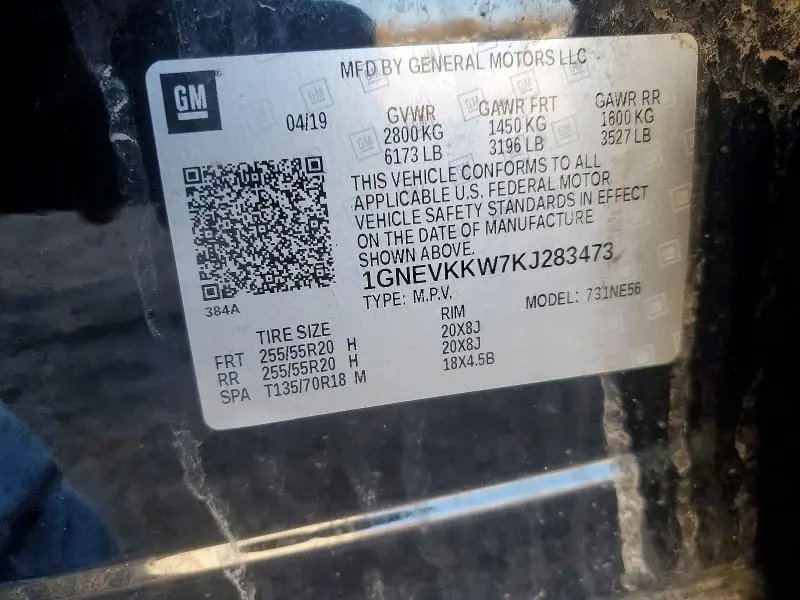 MFD BY GENERAL MOTORS LLC
GM
04/19
GVWR GAWR FRT GAWR RR
2800 KG 1450 KG 1600 KG
6173 LB 3196 LB 3527 LB
THIS VEHICLE CONFORMS TO ALL
APPLICABLE U.S. FEDERAL MOTOR
VEHICLE SAFETY STANDARDS IN EFFECT
ON THE DATE OF MANUFACTURE
SHOWN ABOVE.
1GNEVKKW7KJ283473
384A
TYPE: M.P.V. MODEL: 731NE56
TIRE SIZE RIM
FRT 255/55R20 H 20X8J
RR 255/55R20 H 20X8J
SPA T135/70R18 M 18X4.5B